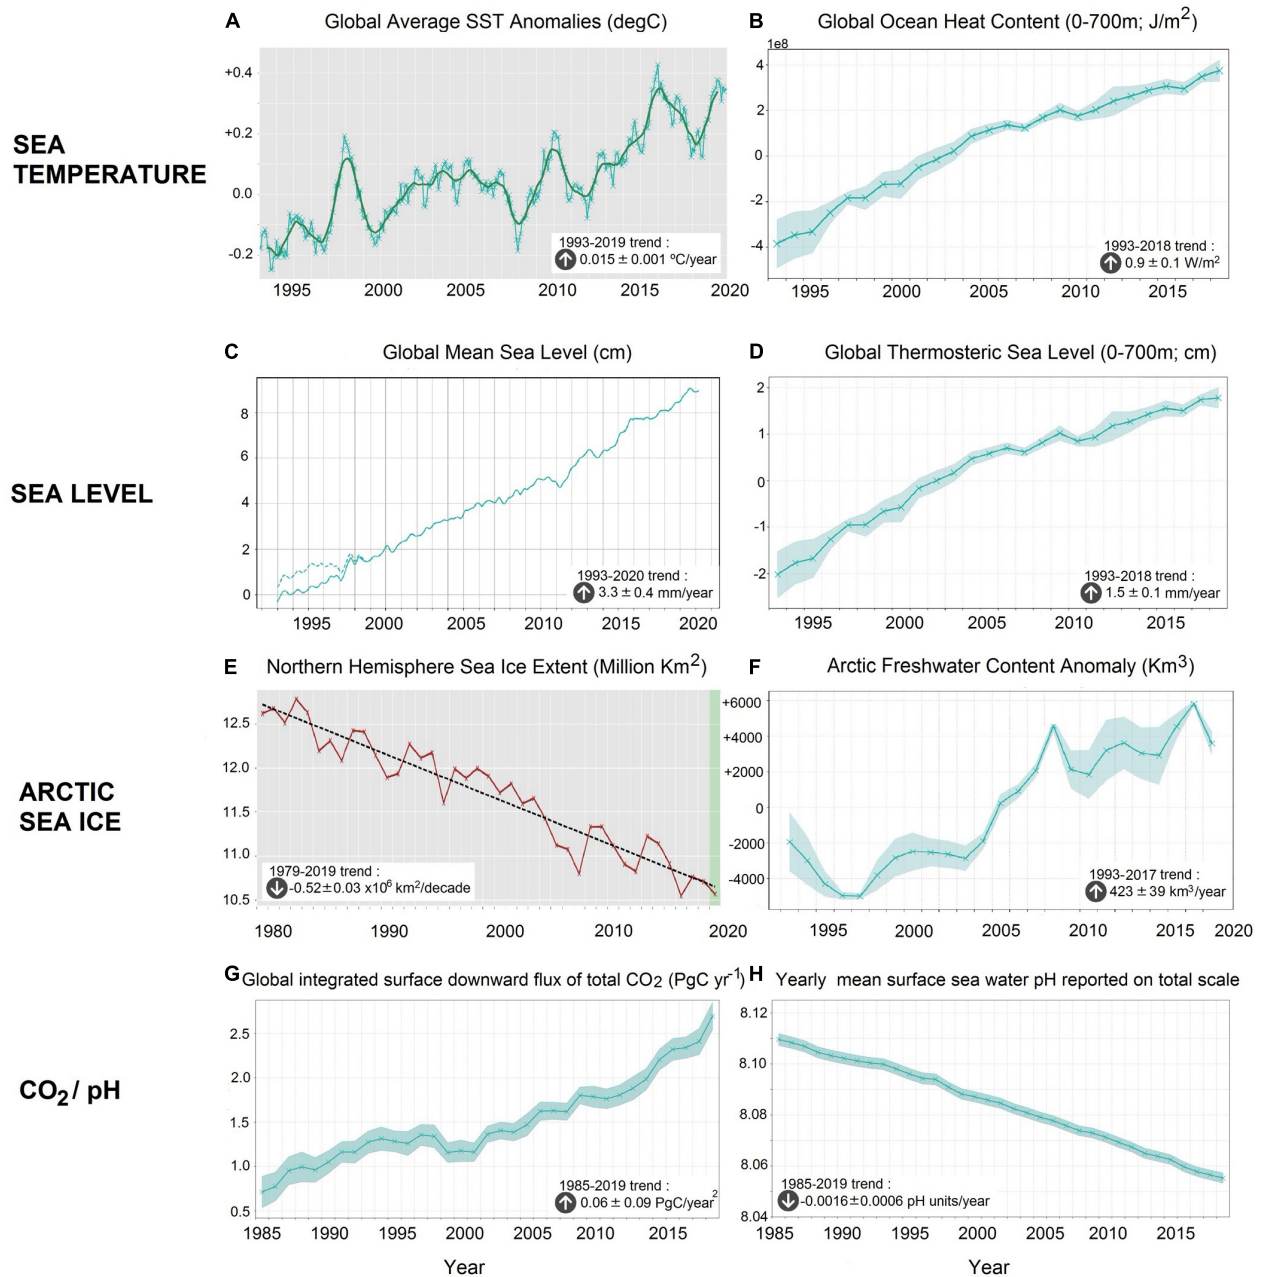 A Global Average SST Anomalies (degC)
+0.4
+0.2
0.0
-0.2
1993-2019 trend :
0.015 ± 0.001 ºC/year
1995 2000 2005 2010 2015 2020
B Global Ocean Heat Content (0-700m; J/m²)
1e8
4
2
0
-2
-4
1993-2018 trend :
0.9 ± 0.1 W/m²
1995 2000 2005 2010 2015
SEA
TEMPERATURE
C Global Mean Sea Level (cm)
8
6
4
2
0
1993-2020 trend :
3.3 ± 0.4 mm/year
1995 2000 2005 2010 2015 2020
D Global Thermosteric Sea Level (0-700m; cm)
2
1
0
-1
-2
1993-2018 trend :
1.5 ± 0.1 mm/year
1995 2000 2005 2010 2015
SEA LEVEL
E Northern Hemisphere Sea Ice Extent (Million Km²)
12.5
12.0
11.5
11.0
10.5
1979-2019 trend :
-0.52±0.03 x10⁶ km²/decade
1980 1990 2000 2010 2020
F Arctic Freshwater Content Anomaly (Km³)
+6000
+4000
+2000
0
-2000
-4000
1993-2017 trend :
423 ± 39 km³/year
1995 2000 2005 2010 2015 2020
ARCTIC
SEA ICE
G Global integrated surface downward flux of total CO₂ (PgC yr⁻¹)
2.5
2.0
1.5
1.0
0.5
1985-2019 trend :
0.06 ± 0.09 PgC/year²
1985 1990 1995 2000 2005 2010 2015
Year
H Yearly mean surface sea water pH reported on total scale
8.12
8.10
8.08
8.06
8.04
1985-2019 trend :
-0.0016±0.0006 pH units/year
1985 1990 1995 2000 2005 2010 2015
Year
CO₂ / pH